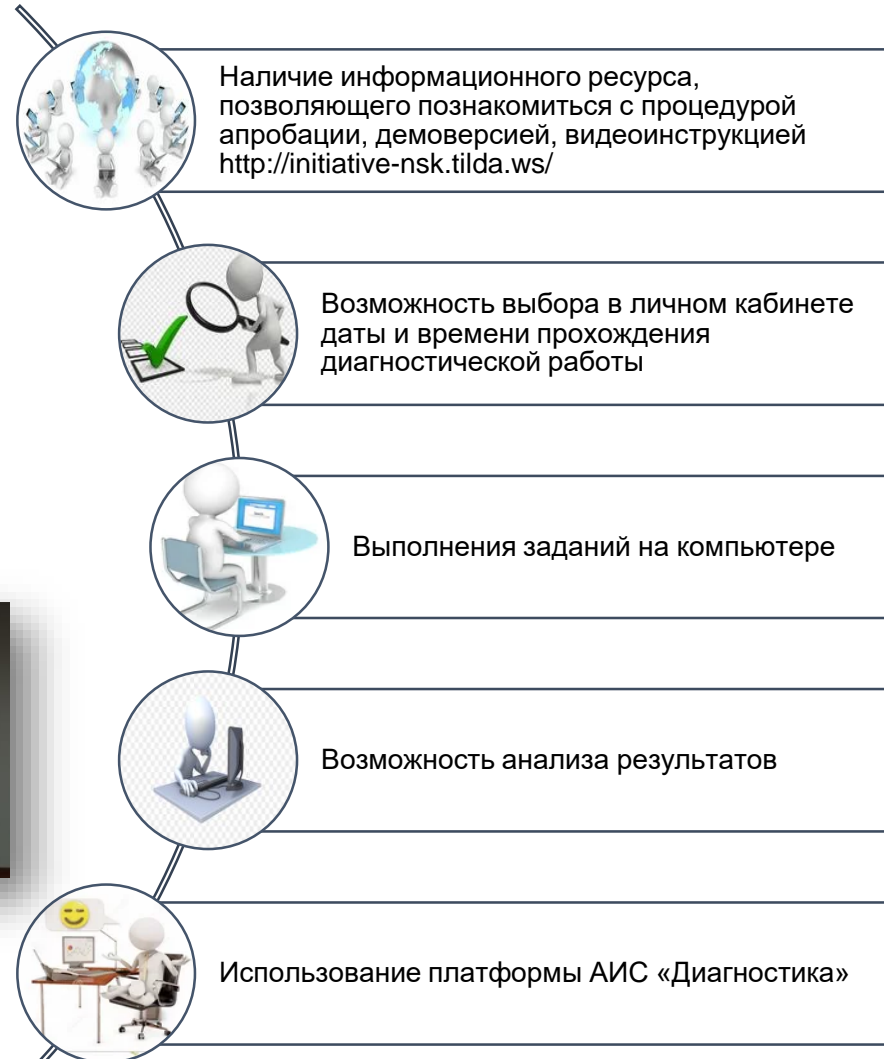 Наличие информационного ресурса,
позволяющего познакомиться с процедурой
апробации, демоверсией, видеоинструкцией
http://initiative-nsk.tilda.ws/
Возможность выбора в личном кабинете
даты и времени прохождения
диагностической работы
Выполнения заданий на компьютере
Возможность анализа результатов
Использование платформы АИС «Диагностика»